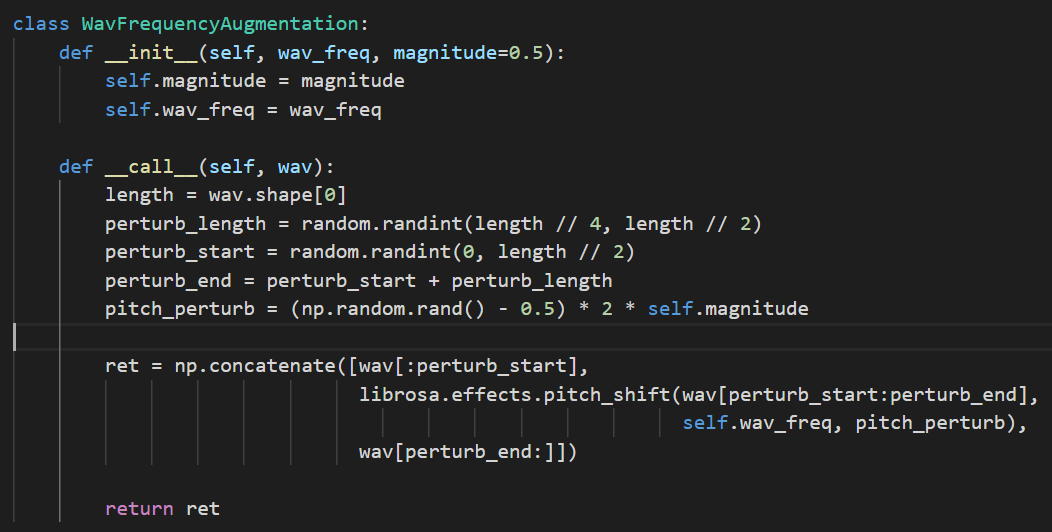 class WavFrequencyAugmentation:
    def __init__(self, wav_freq, magnitude=0.5):
        self.magnitude = magnitude
        self.wav_freq = wav_freq

    def __call__(self, wav):
        length = wav.shape[0]
        perturb_length = random.randint(length // 4, length // 2)
        perturb_start = random.randint(0, length // 2)
        perturb_end = perturb_start + perturb_length
        pitch_perturb = (np.random.rand() - 0.5) * 2 * self.magnitude

        ret = np.concatenate([wav[:perturb_start],
                              librosa.effects.pitch_shift(wav[perturb_start:perturb_end],
                                                          self.wav_freq, pitch_perturb),
                              wav[perturb_end:]])

        return ret